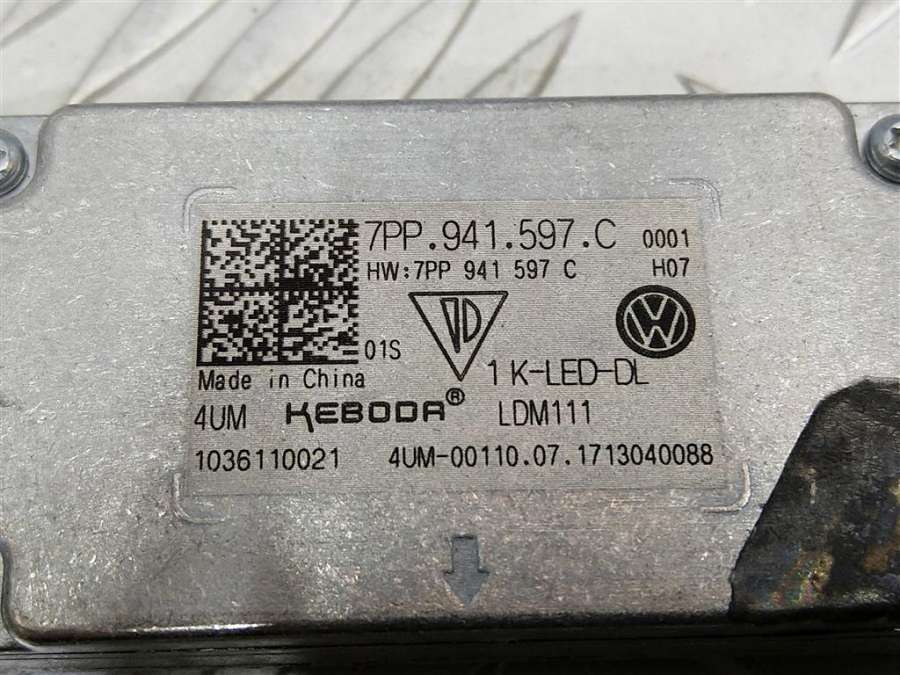 7PP.941.597.C 0001
HW:7PP 941 597 C H07
01S
1 K-LED-DL
Made in China
4UM KEBODA® LDM111
1036110021 4UM-00110.07.1713040088